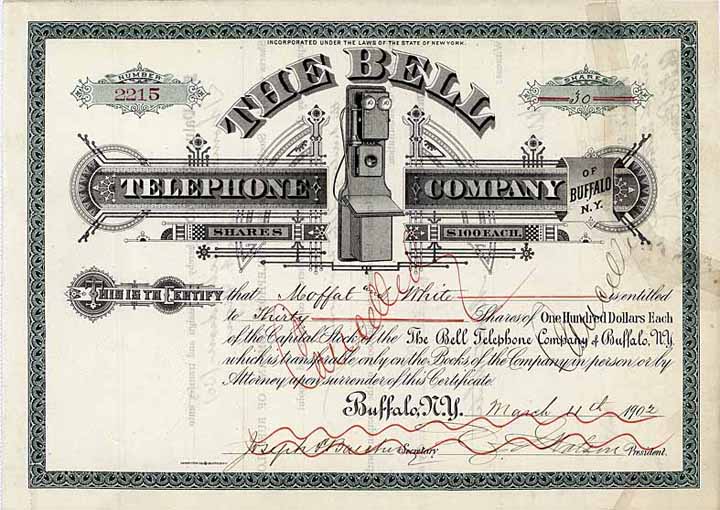 INCORPORATED UNDER THE LAWS OF THE STATE OF NEW YORK.
NUMBER
2215
SHARES
30
THE BELL
TELEPHONE COMPANY
OF
BUFFALO
N.Y.
SHARES $100 EACH.
THIS IS TO CERTIFY that Moffat & White is entitled
to Thirty Shares of One Hundred Dollars Each
of the Capital Stock of the The Bell Telephone Company of Buffalo, N.Y.
which is transferable only on the Books of the Company in person or by
Attorney upon surrender of this Certificate.
Buffalo, N.Y. March 11th 1902
Joseph Secretary Watson President.
Cancelled
Cancelled